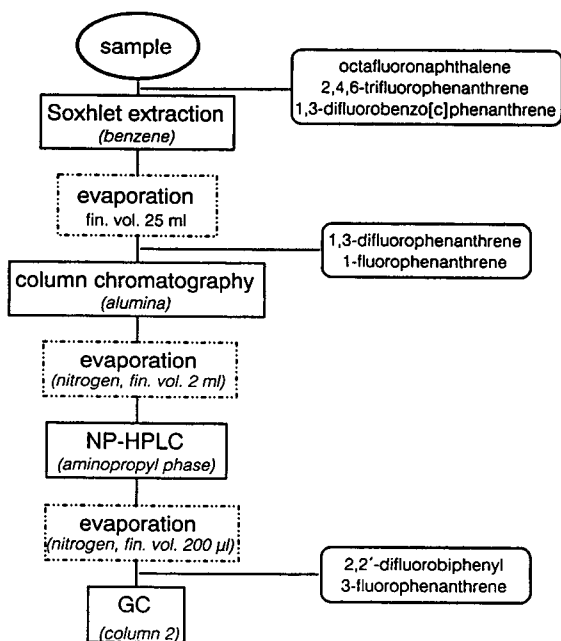 sample
octafluoronaphthalene
2,4,6-trifluorophenanthrene
1,3-difluorobenzo[c]phenanthrene
Soxhlet extraction
(benzene)
evaporation
fin. vol. 25 ml
1,3-difluorophenanthrene
1-fluorophenanthrene
column chromatography
(alumina)
evaporation
(nitrogen, fin. vol. 2 ml)
NP-HPLC
(aminopropyl phase)
evaporation
(nitrogen, fin. vol. 200 µl)
2,2´-difluorobiphenyl
3-fluorophenanthrene
GC
(column 2)